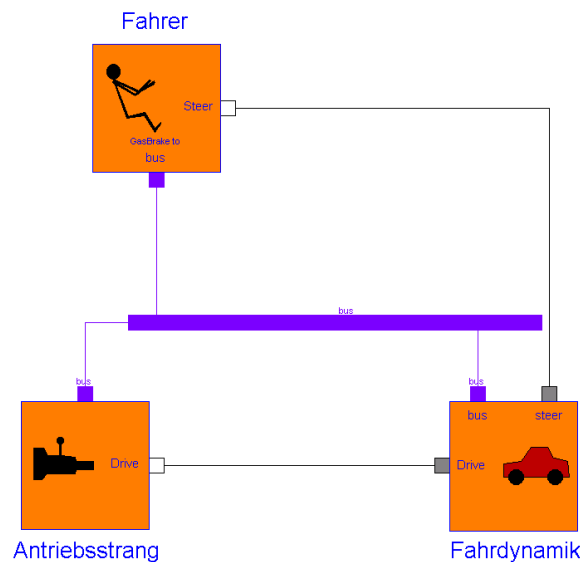 Fahrer
Steer
GasBrake to
bus
bus
bus
bus
bus
steer
Drive
Drive
Antriebsstrang
Fahrdynamik